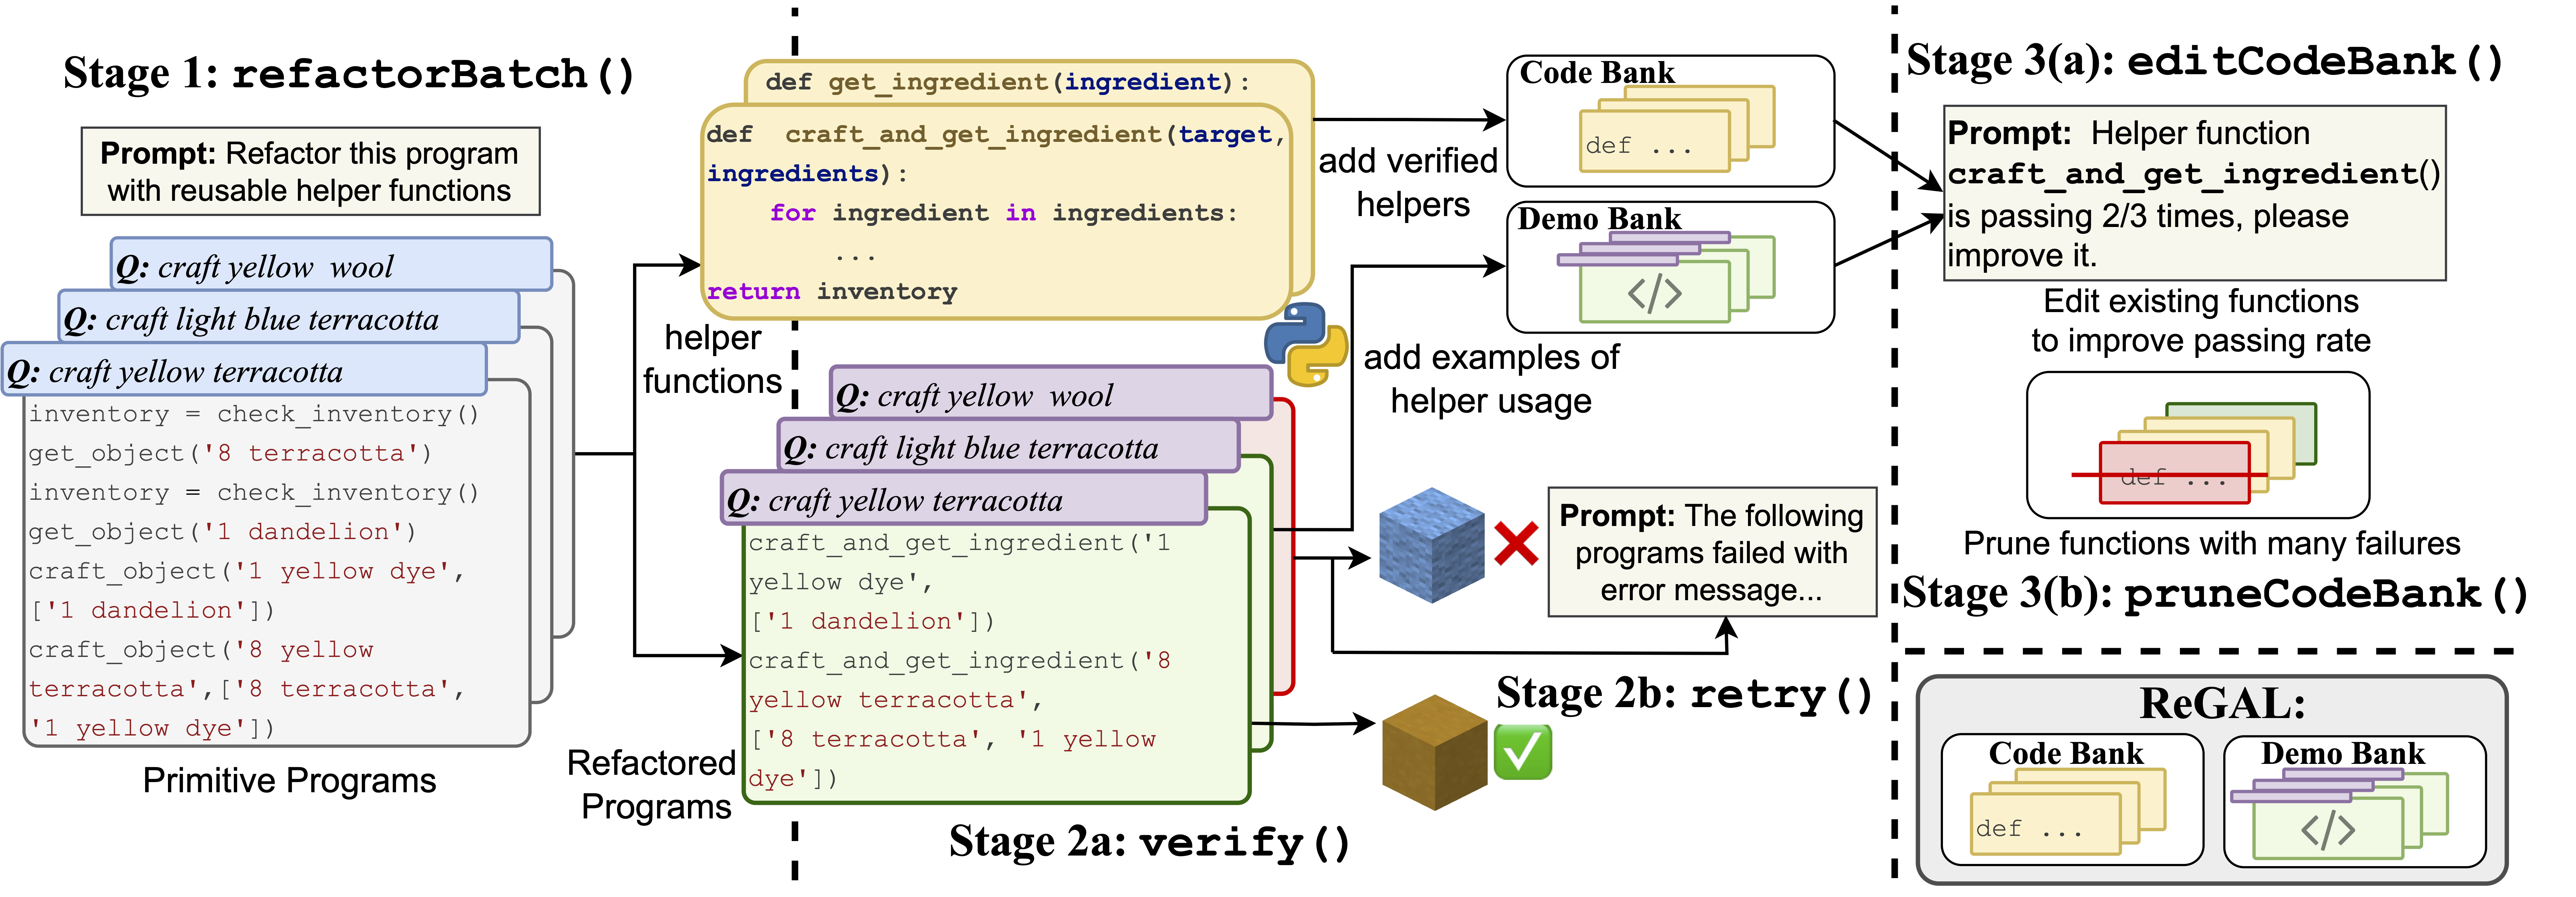 Stage 1: refactorBatch()
Prompt: Refactor this program
with reusable helper functions
Q: craft yellow wool
Q: craft light blue terracotta
Q: craft yellow terracotta
inventory = check_inventory()
get_object('8 terracotta')
inventory = check_inventory()
get_object('1 dandelion')
craft_object('1 yellow dye',
['1 dandelion'])
craft_object('8 yellow
terracotta',['8 terracotta',
'1 yellow dye'])
Primitive Programs
helper
functions
Refactored
Programs
def get_ingredient(ingredient):
def craft_and_get_ingredient(target,
ingredients):
for ingredient in ingredients:
...
return inventory
Q: craft yellow wool
Q: craft light blue terracotta
Q: craft yellow terracotta
craft_and_get_ingredient('1
yellow dye',
['1 dandelion'])
craft_and_get_ingredient('8
yellow terracotta',
['8 terracotta', '1 yellow
dye'])
Stage 2a: verify()
add verified
helpers
Code Bank
def ...
Demo Bank
</>
add examples of
helper usage
Prompt: The following
programs failed with
error message...
Stage 2b: retry()
Stage 3(a): editCodeBank()
Prompt: Helper function
craft_and_get_ingredient()
is passing 2/3 times, please
improve it.
Edit existing functions
to improve passing rate
def ...
Prune functions with many failures
Stage 3(b): pruneCodeBank()
ReGAL:
Code Bank
def ...
Demo Bank
</>